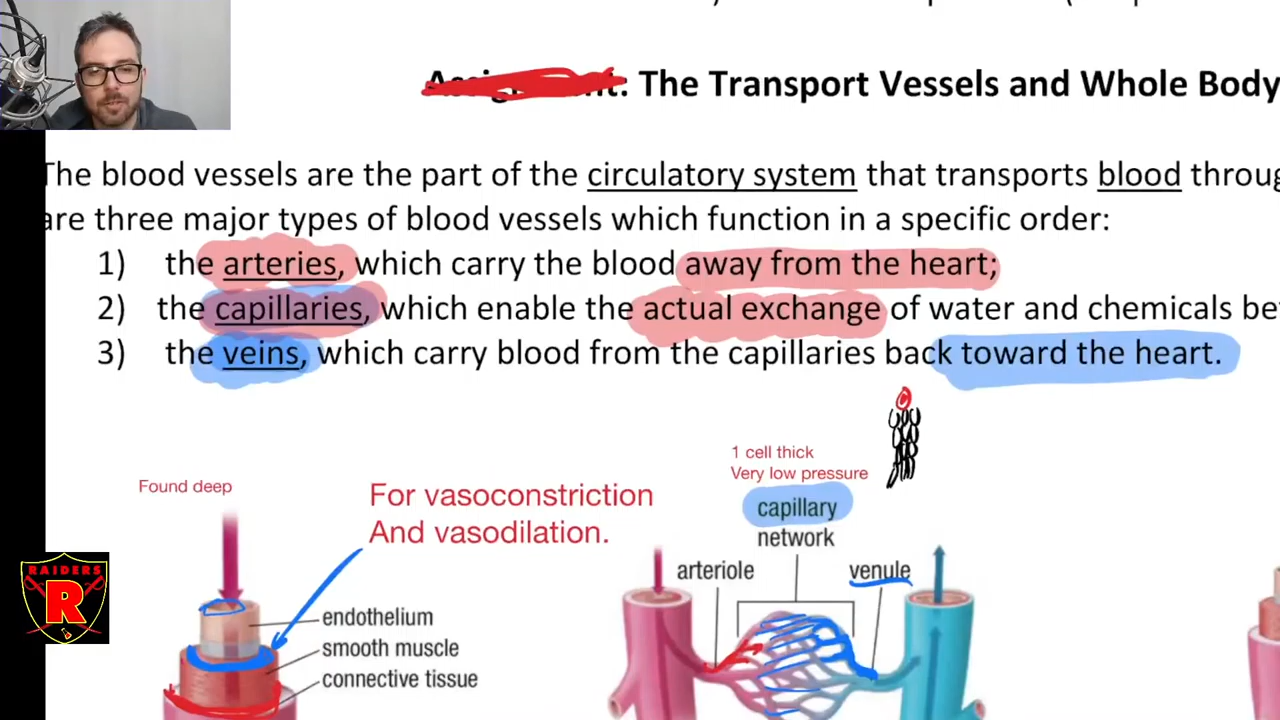 : The Transport Vessels and Whole Body
The blood vessels are the part of the circulatory system that transports blood throug
are three major types of blood vessels which function in a specific order:
1) the arteries, which carry the blood away from the heart;
2) the capillaries, which enable the actual exchange of water and chemicals be
3) the veins, which carry blood from the capillaries back toward the heart.
C
1 cell thick
Very low pressure
Found deep
For vasoconstriction
And vasodilation.
capillary
network
arteriole
venule
RAIDERS
R
endothelium
smooth muscle
connective tissue